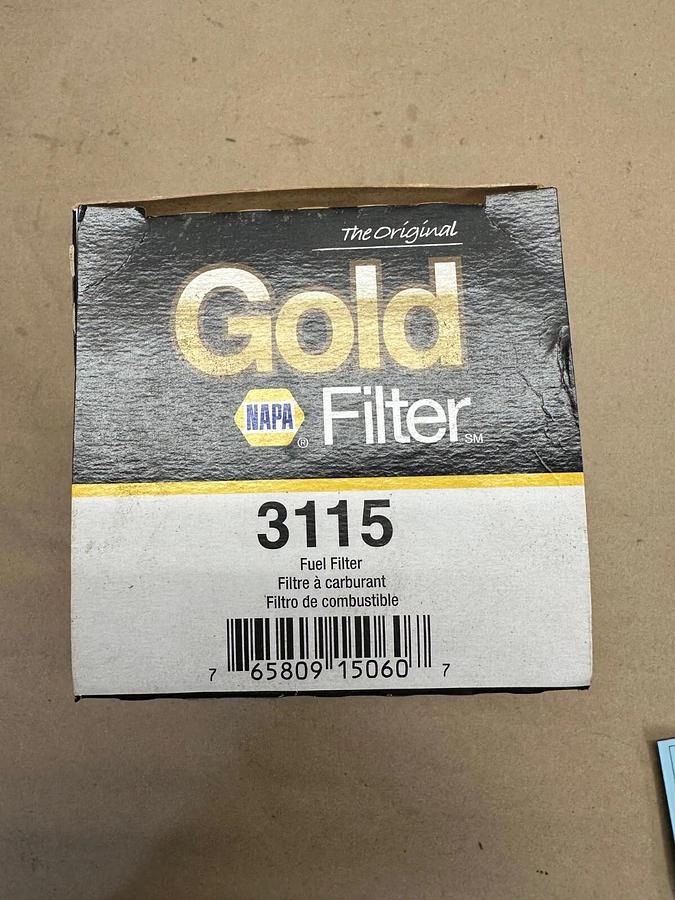 The Original
Gold
NAPA ® Filter SM
3115
Fuel Filter
Filtre à carburant
Filtro de combustible
7 65809 15060 7